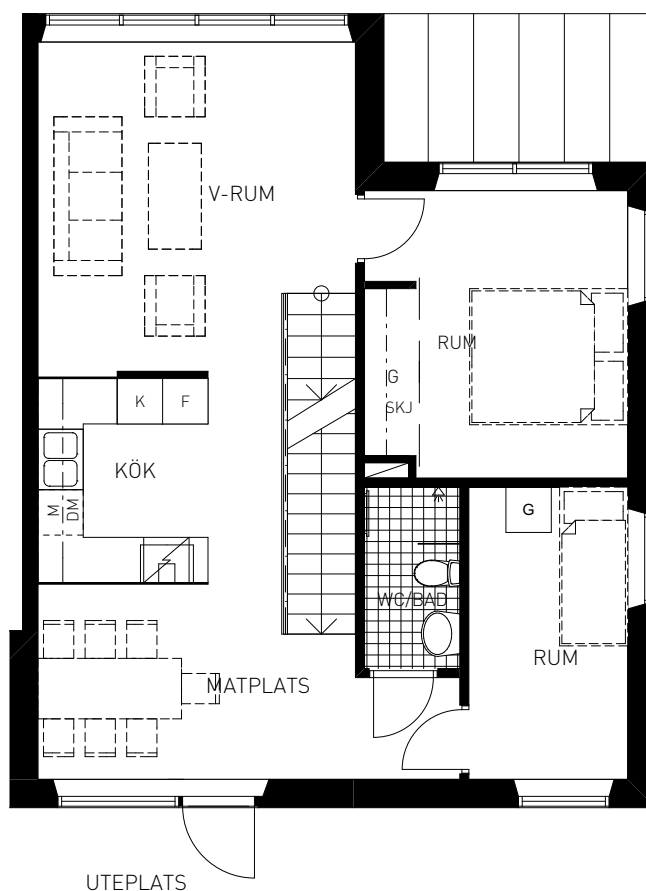 V-RUM
RUM
G
SKJ
K
F
KÖK
M
DM
G
WC/BAD
RUM
MATPLATS
UTEPLATS